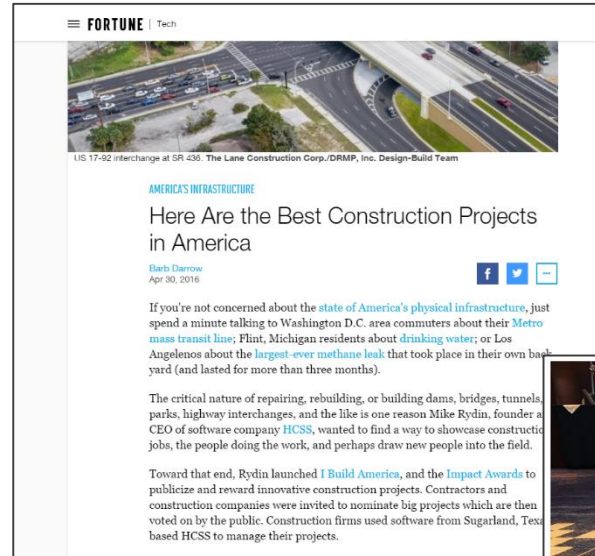 FORTUNE | Tech
US 17-92 interchange at SR 436. The Lane Construction Corp./DRMP, Inc. Design-Build Team
AMERICA'S INFRASTRUCTURE
Here Are the Best Construction Projects
in America
Barb Darrow
Apr 30, 2016
If you're not concerned about the state of America's physical infrastructure, just
spend a minute talking to Washington D.C. area commuters about their Metro
mass transit line; Flint, Michigan residents about drinking water; or Los
Angelenos about the largest-ever methane leak that took place in their own back
yard (and lasted for more than three months).
The critical nature of repairing, rebuilding, or building dams, bridges, tunnels,
parks, highway interchanges, and the like is one reason Mike Rydin, founder a
CEO of software company HCSS, wanted to find a way to showcase constructio
jobs, the people doing the work, and perhaps draw new people into the field.
Toward that end, Rydin launched I Build America, and the Impact Awards to
publicize and reward innovative construction projects. Contractors and
construction companies were invited to nominate big projects which are then
voted on by the public. Construction firms used software from Sugarland, Texa
based HCSS to manage their projects.